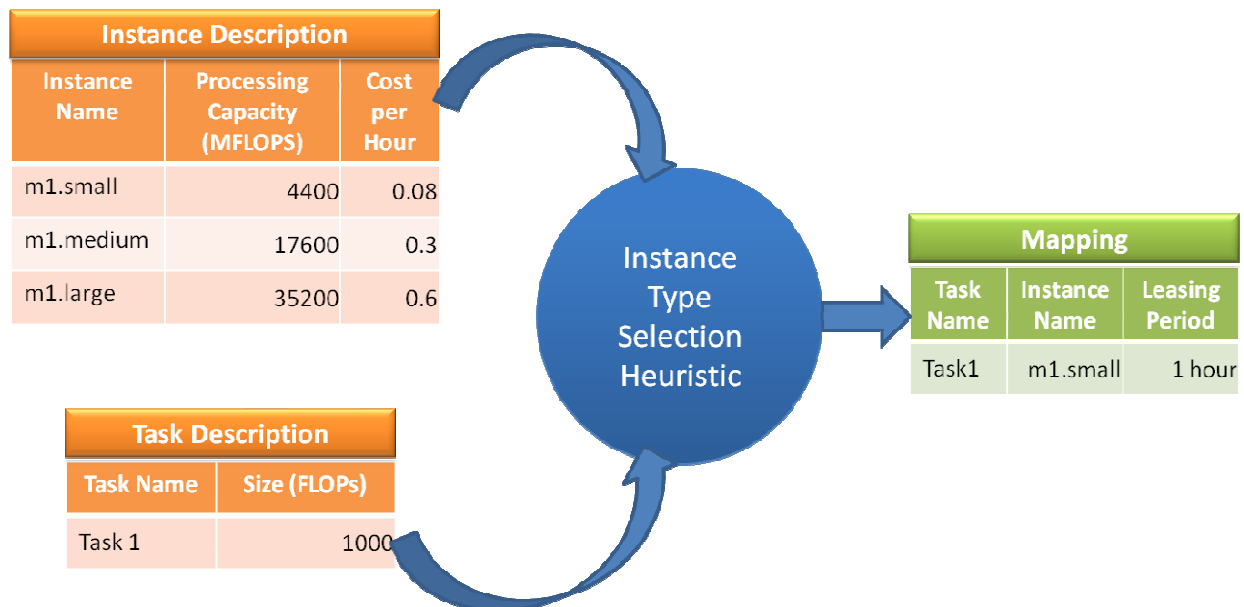 Instance Description
Instance Name
Processing Capacity (MFLOPS)
Cost per Hour
m1.small 4400 0.08
m1.medium 17600 0.3
m1.large 35200 0.6
Task Description
Task Name Size (FLOPs)
Task 1 1000
Instance
Type
Selection
Heuristic
Mapping
Task Name
Instance Name
Leasing Period
Task1 m1.small 1 hour